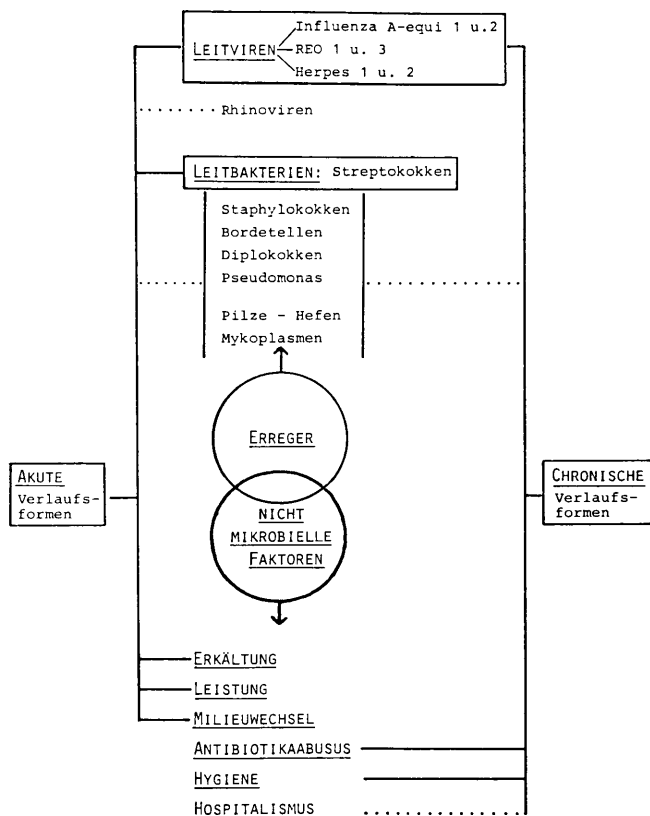 Influenza A-equi 1 u.2
LEITVIREN REO 1 u. 3
Herpes 1 u. 2
Rhinoviren
LEITBAKTERIEN: Streptokokken
Staphylokokken
Bordetellen
Diplokokken
Pseudomonas
Pilze - Hefen
Mykoplasmen
ERREGER
AKUTE
Verlaufs-
formen
NICHT
MIKROBIELLE
FAKTOREN
CHRONISCHE
Verlaufs-
formen
ERKÄLTUNG
LEISTUNG
MILIEUWECHSEL
ANTIBIOTIKAABUSUS
HYGIENE
HOSPITALISMUS